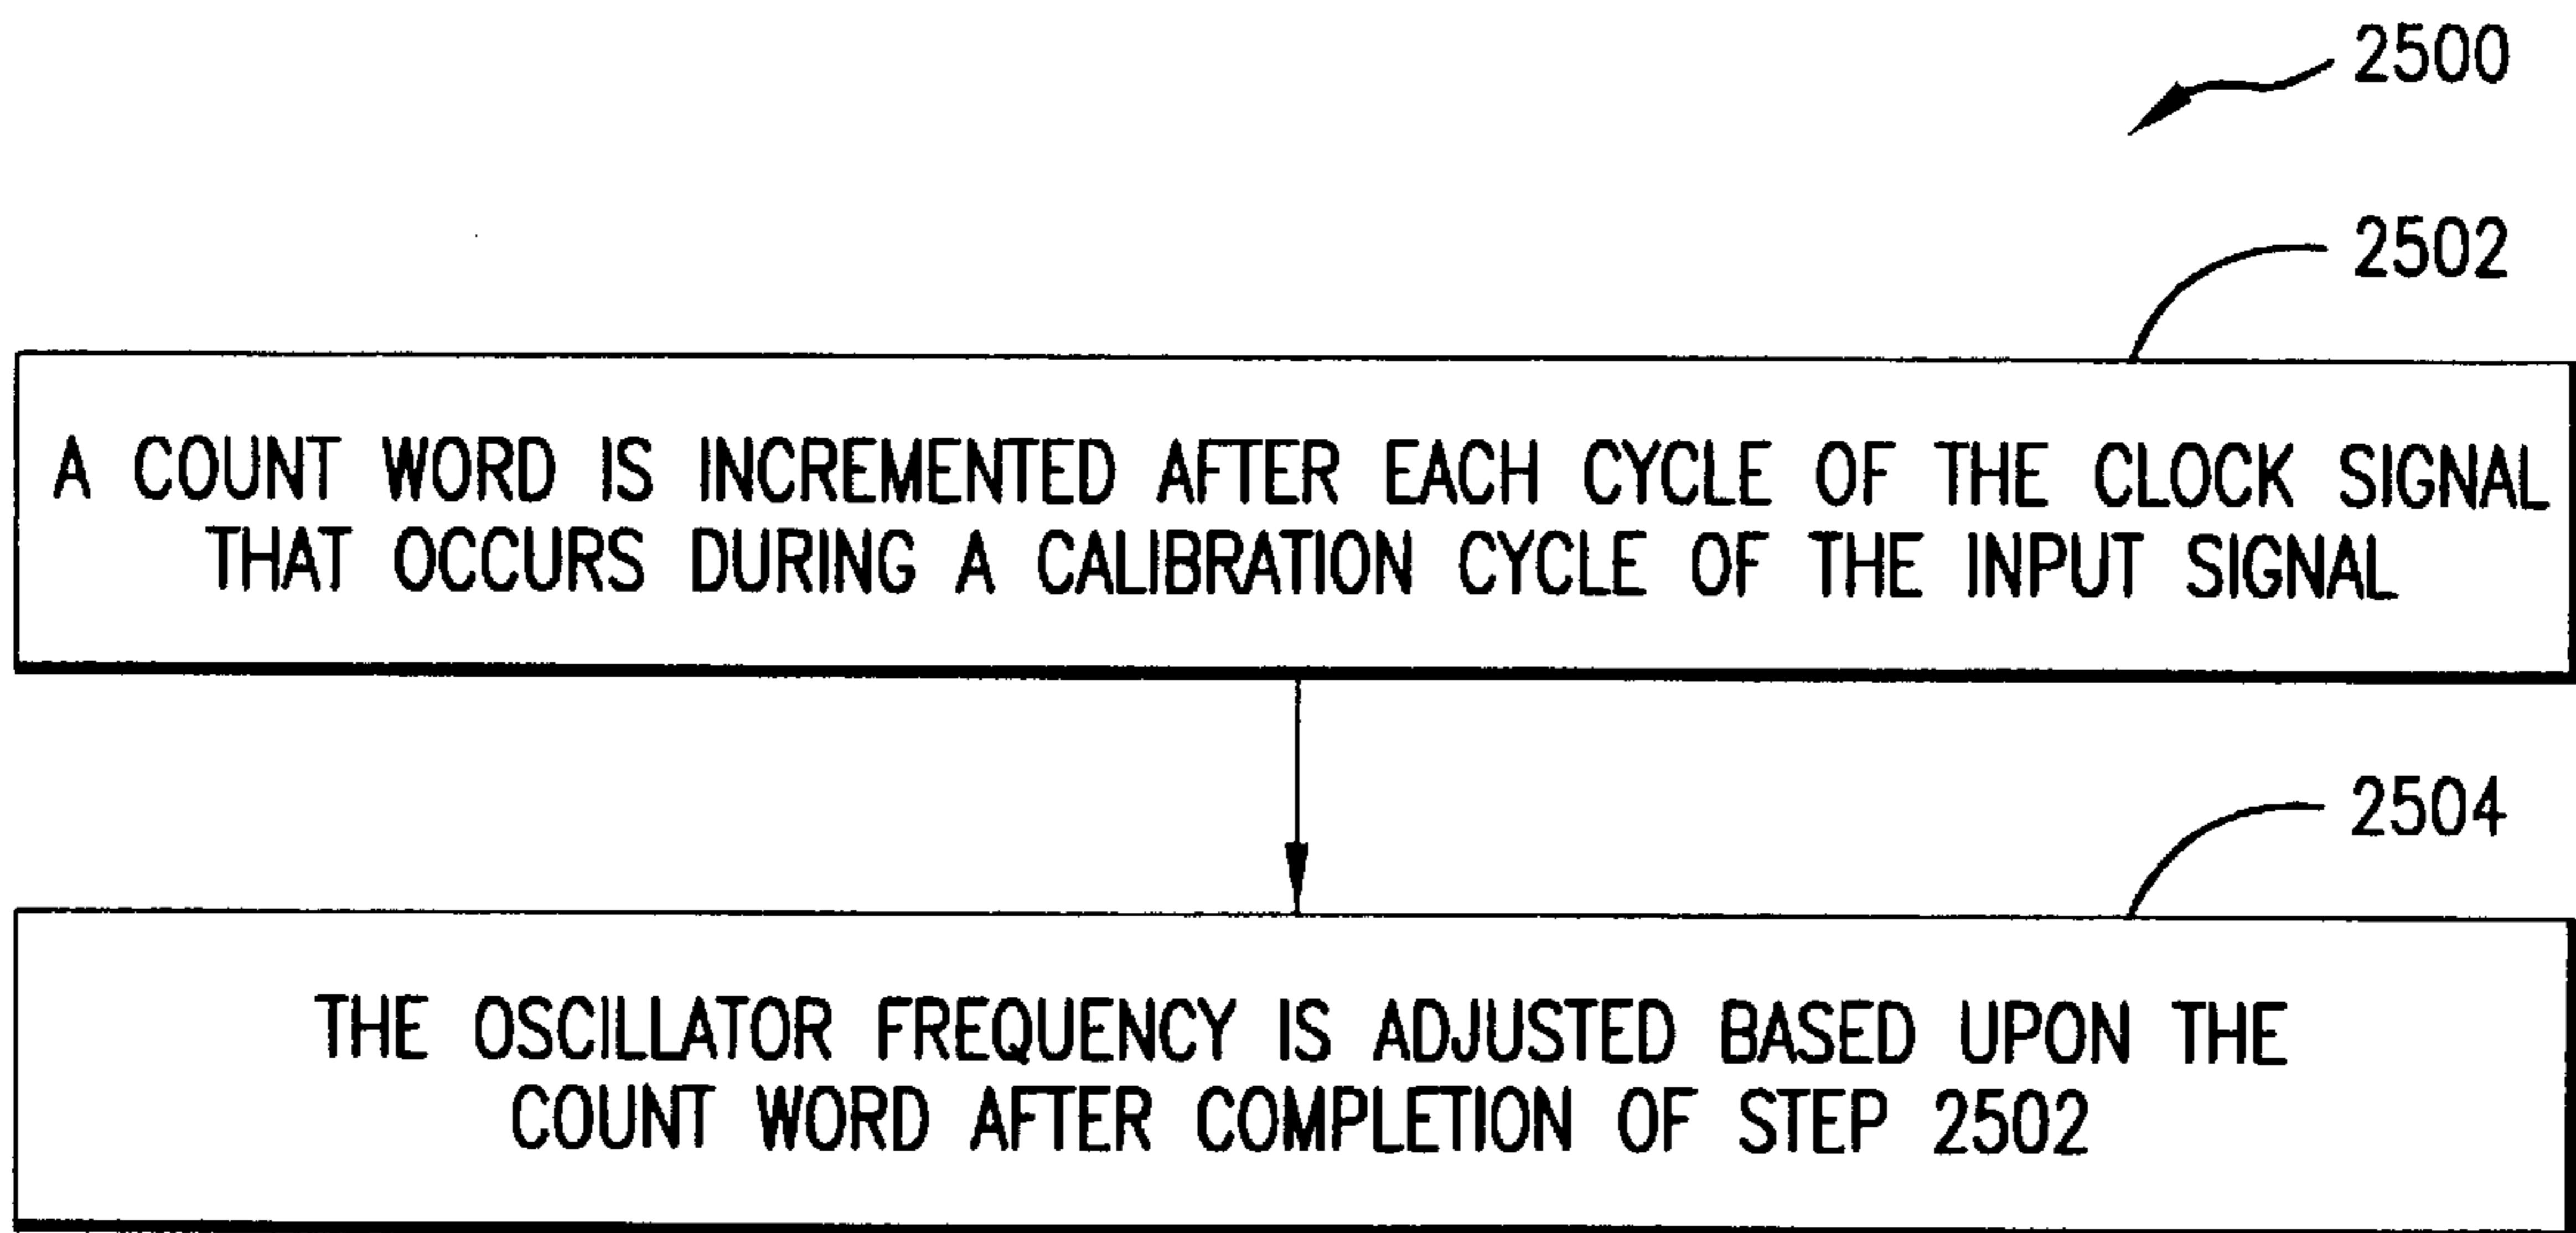 2500
2502
A COUNT WORD IS INCREMENTED AFTER EACH CYCLE OF THE CLOCK SIGNAL
THAT OCCURS DURING A CALIBRATION CYCLE OF THE INPUT SIGNAL
2504
THE OSCILLATOR FREQUENCY IS ADJUSTED BASED UPON THE
COUNT WORD AFTER COMPLETION OF STEP 2502